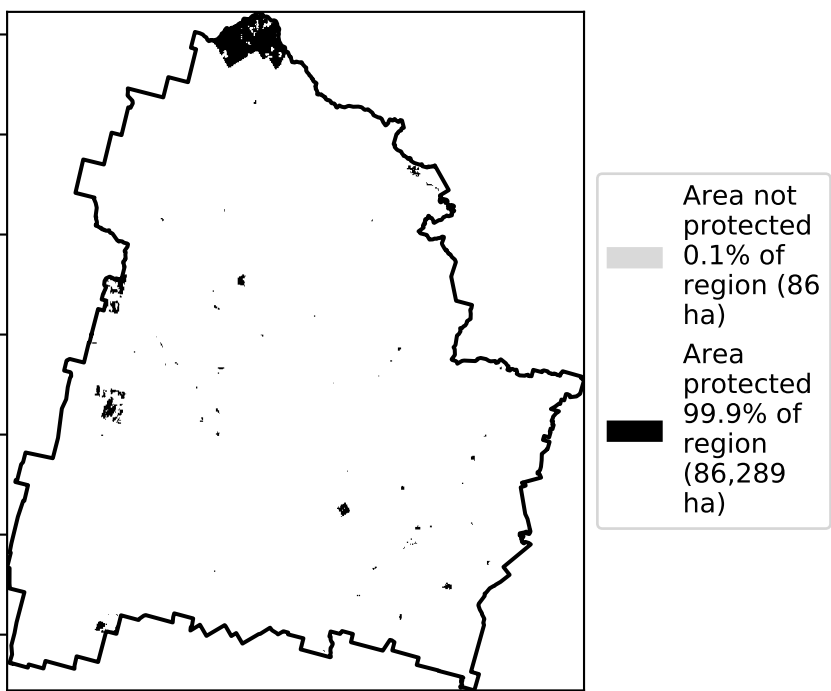 Area not
protected
0.1% of
region (86
ha)
Area
protected
99.9% of
region
(86,289
ha)